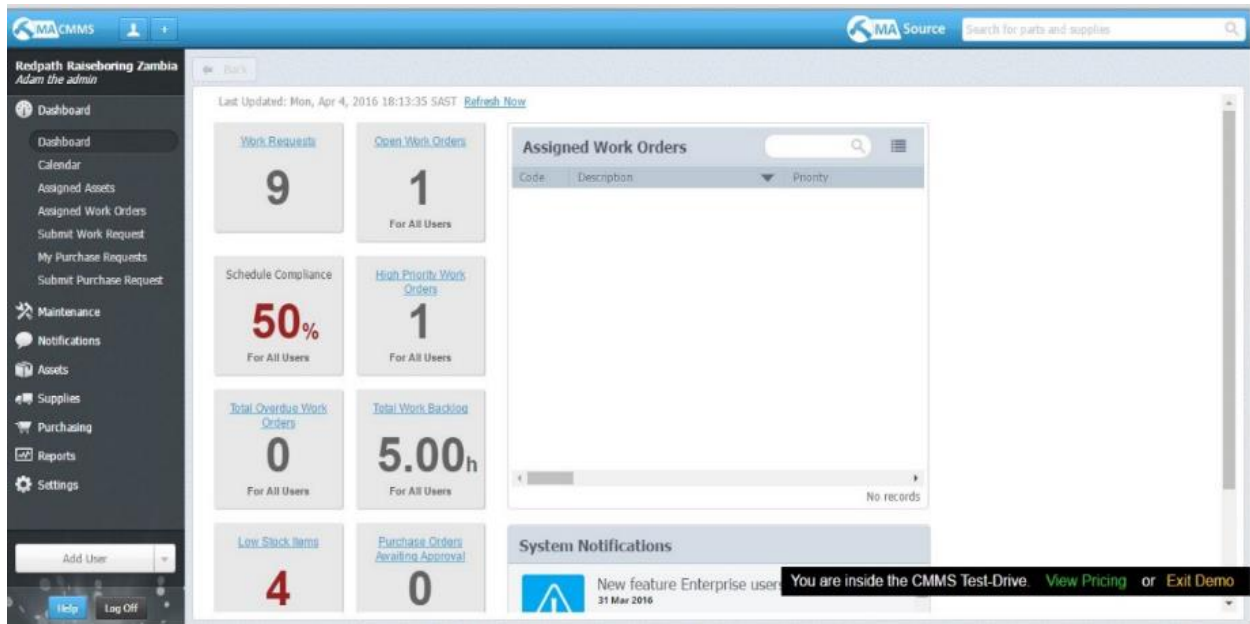 MA CMMS
MA Source
Search for parts and supplies
Redpath Raiseboring Zambia
Adam the admin
Dashboard
Dashboard
Calendar
Assigned Assets
Assigned Work Orders
Submit Work Request
My Purchase Requests
Submit Purchase Request
Maintenance
Notifications
Assets
Supplies
Purchasing
Reports
Settings
Add User
Help
Log Off
Back
Last Updated: Mon, Apr 4, 2016 18:13:35 SAST Refresh Now
Work Requests
9
Open Work Orders
1
For All Users
Schedule Compliance
50%
For All Users
High Priority Work
Orders
1
For All Users
Total Overdue Work
Orders
0
For All Users
Total Work Backlog
5.00h
For All Users
Low Stock Items
4
Purchase Orders
Awaiting Approval
0
Assigned Work Orders
Code Description Priority
No records
System Notifications
New feature Enterprise users
31 Mar 2016
You are inside the CMMS Test-Drive. View Pricing or Exit Demo